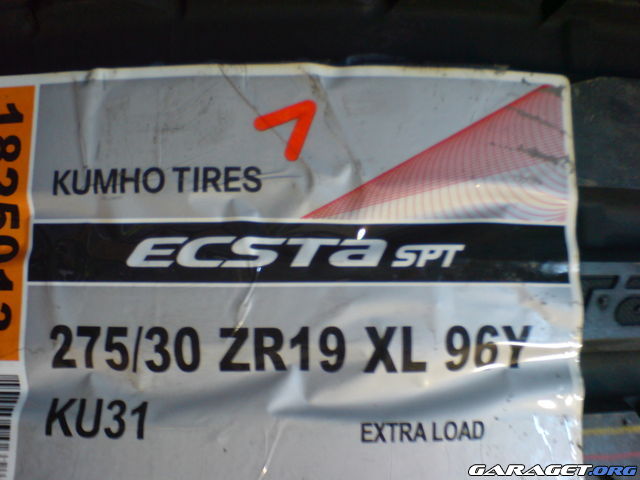 KUMHO TIRES
ECSTA SPT
275/30 ZR19 XL 96Y
KU31
EXTRA LOAD
GARAGET.ORG